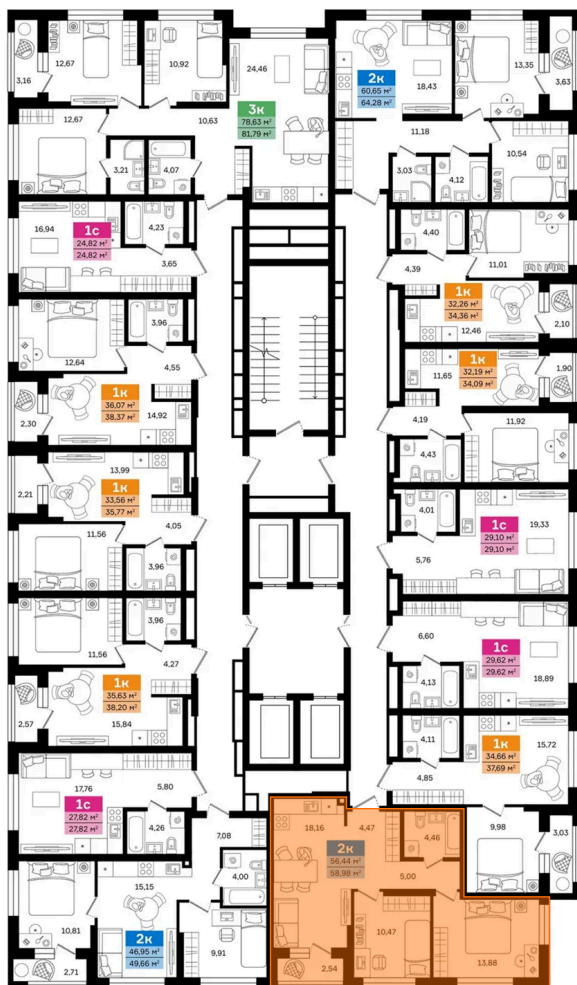 3,16
12,67
10,92
24,46
3к
78,63 м²
81,79 м²
10,63
12,67
3,21
4,07
2к
60,65 м²
64,28 м²
18,43
13,35
3,63
11,18
3,03
4,12
10,54
16,94
1с
24,82 м²
24,82 м²
4,23
3,65
4,40
4,39
11,01
1к
32,26 м²
34,36 м²
12,46
2,10
12,64
3,96
4,55
1к
36,07 м²
38,37 м²
14,92
2,30
11,65
1к
32,19 м²
34,09 м²
1,90
4,19
11,92
4,43
2,21
13,99
1к
33,56 м²
35,77 м²
4,05
11,56
3,96
4,01
1с
29,10 м²
29,10 м²
19,33
5,76
11,56
3,96
4,27
1к
35,63 м²
38,20 м²
15,84
2,57
6,60
1с
29,62 м²
29,62 м²
4,13
18,89
4,11
1к
34,66 м²
37,69 м²
15,72
4,85
9,98
3,03
17,76
5,80
1с
27,82 м²
27,82 м²
4,26
7,08
4,00
15,15
10,81
2к
46,95 м²
49,66 м²
9,91
2,71
18,16
4,47
4,46
2к
56,44 м²
58,98 м²
5,00
10,47
2,54
13,88